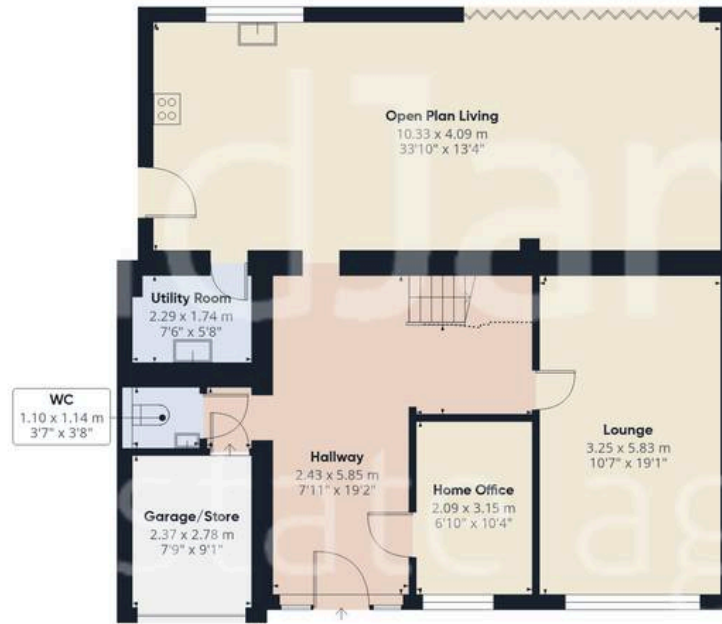 Open Plan Living
10.33 x 4.09 m
33'10" x 13'4"
Utility Room
2.29 x 1.74 m
7'6" x 5'8"
WC
1.10 x 1.14 m
3'7" x 3'8"
Hallway
2.43 x 5.85 m
7'11" x 19'2"
Lounge
3.25 x 5.83 m
10'7" x 19'1"
Home Office
2.09 x 3.15 m
6'10" x 10'4"
Garage/Store
2.37 x 2.78 m
7'9" x 9'1"